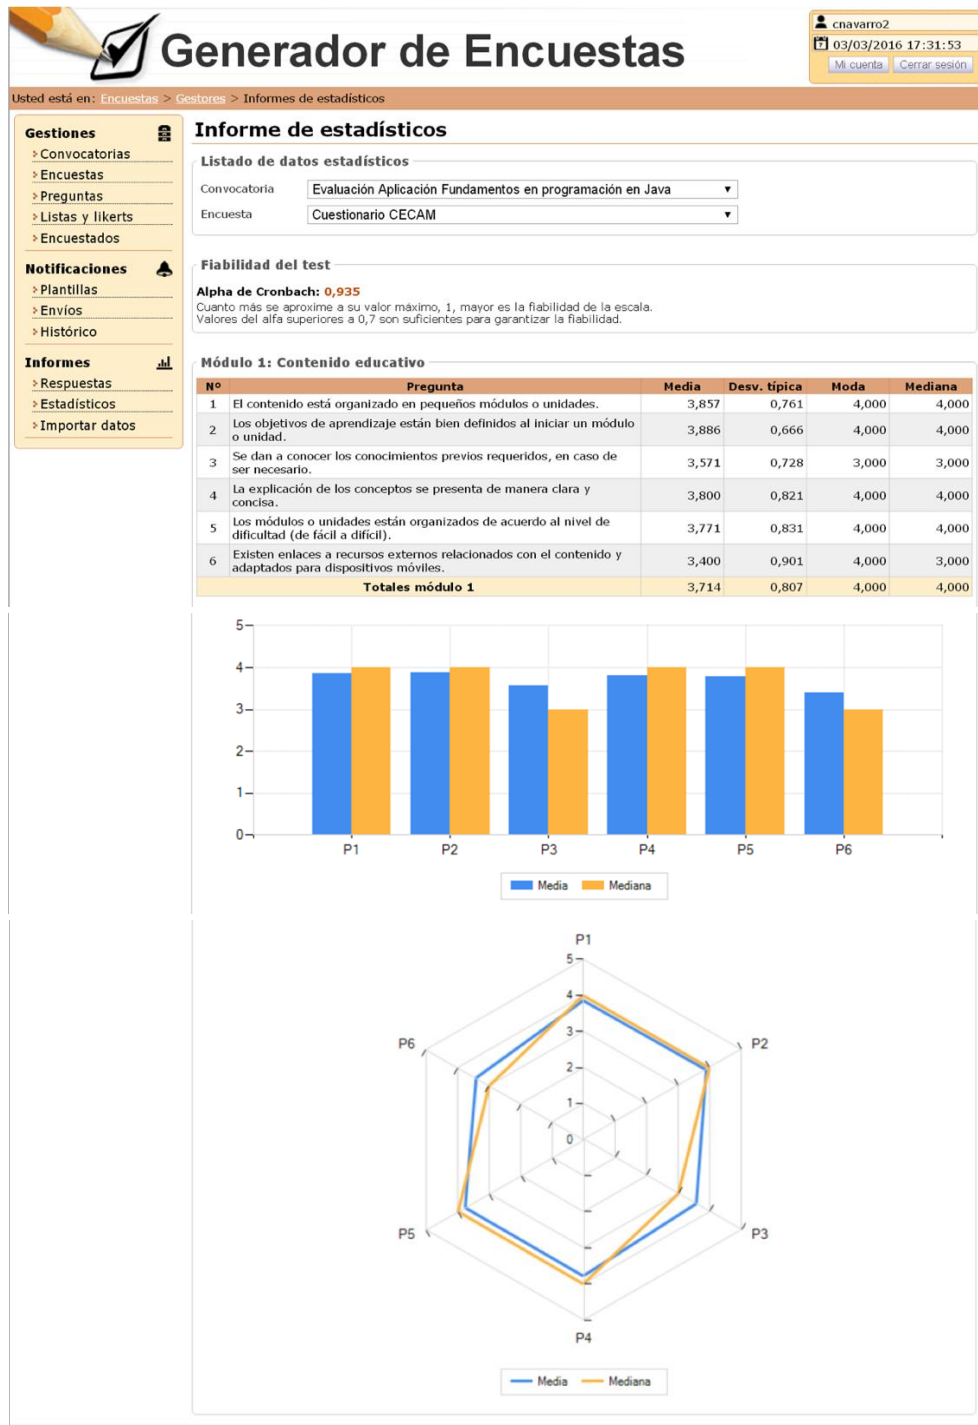 Generador de Encuestas
cnavarro2
03/03/2016 17:31:53
Mi cuenta Cerrar sesión
Usted está en: Encuestas > Gestores > Informes de estadísticos
Gestiones
Convocatorias
Encuestas
Preguntas
Listas y likerts
Encuestados
Notificaciones
Plantillas
Envíos
Histórico
Informes
Respuestas
Estadísticos
Importar datos
Informe de estadísticos
Listado de datos estadísticos
Convocatoria Evaluación Aplicación Fundamentos en programación en Java
Encuesta Cuestionario CECAM
Fiabilidad del test
Alpha de Cronbach: 0,935
Cuanto más se aproxime a su valor máximo, 1, mayor es la fiabilidad de la escala.
Valores del alfa superiores a 0,7 son suficientes para garantizar la fiabilidad.
Módulo 1: Contenido educativo
Nº Pregunta Media Desv. típica Moda Mediana
1 El contenido está organizado en pequeños módulos o unidades. 3,857 0,761 4,000 4,000
2 Los objetivos de aprendizaje están bien definidos al iniciar un módulo
o unidad. 3,886 0,666 4,000 4,000
3 Se dan a conocer los conocimientos previos requeridos, en caso de
ser necesario. 3,571 0,728 3,000 3,000
4 La explicación de los conceptos se presenta de manera clara y
concisa. 3,800 0,821 4,000 4,000
5 Los módulos o unidades están organizados de acuerdo al nivel de
dificultad (de fácil a difícil). 3,771 0,831 4,000 4,000
6 Existen enlaces a recursos externos relacionados con el contenido y
adaptados para dispositivos móviles. 3,400 0,901 4,000 3,000
Totales módulo 1 3,714 0,807 4,000 4,000
5
4
3
2
1
0
P1 P2 P3 P4 P5 P6
Media Mediana
P1
5
4
3
2
1
0
P6 P2
P5 P3
P4
Media Mediana